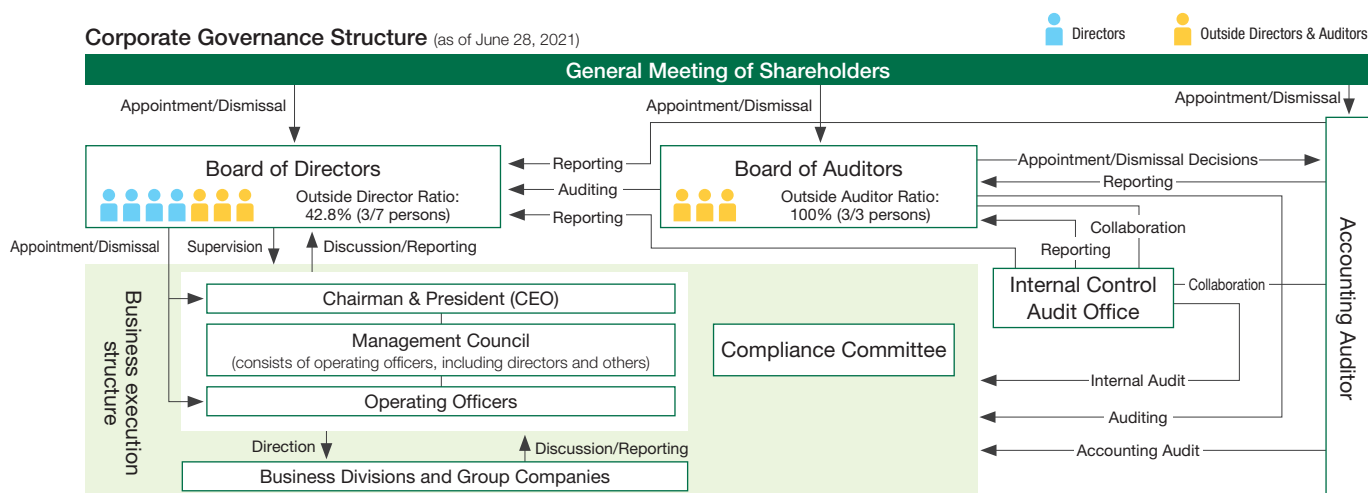 Corporate Governance Structure (as of June 28, 2021)
Directors
Outside Directors & Auditors
General Meeting of Shareholders
Appointment/Dismissal
Appointment/Dismissal
Appointment/Dismissal
Board of Directors
Outside Director Ratio:
42.8% (3/7 persons)
Reporting
Auditing
Reporting
Board of Auditors
Outside Auditor Ratio:
100% (3/3 persons)
Appointment/Dismissal Decisions
Reporting
Collaboration
Reporting
Accounting Auditor
Appointment/Dismissal
Supervision
Discussion/Reporting
Business execution
structure
Chairman & President (CEO)
Management Council
(consists of operating officers, including directors and others)
Operating Officers
Compliance Committee
Internal Control
Audit Office
Collaboration
Internal Audit
Auditing
Accounting Audit
Direction
Discussion/Reporting
Business Divisions and Group Companies